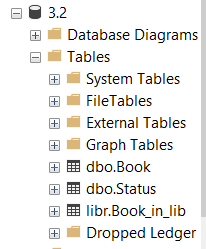 3.2
Database Diagrams
Tables
System Tables
FileTables
External Tables
Graph Tables
dbo.Book
dbo.Status
libr.Book_in_lib
Dropped Ledger